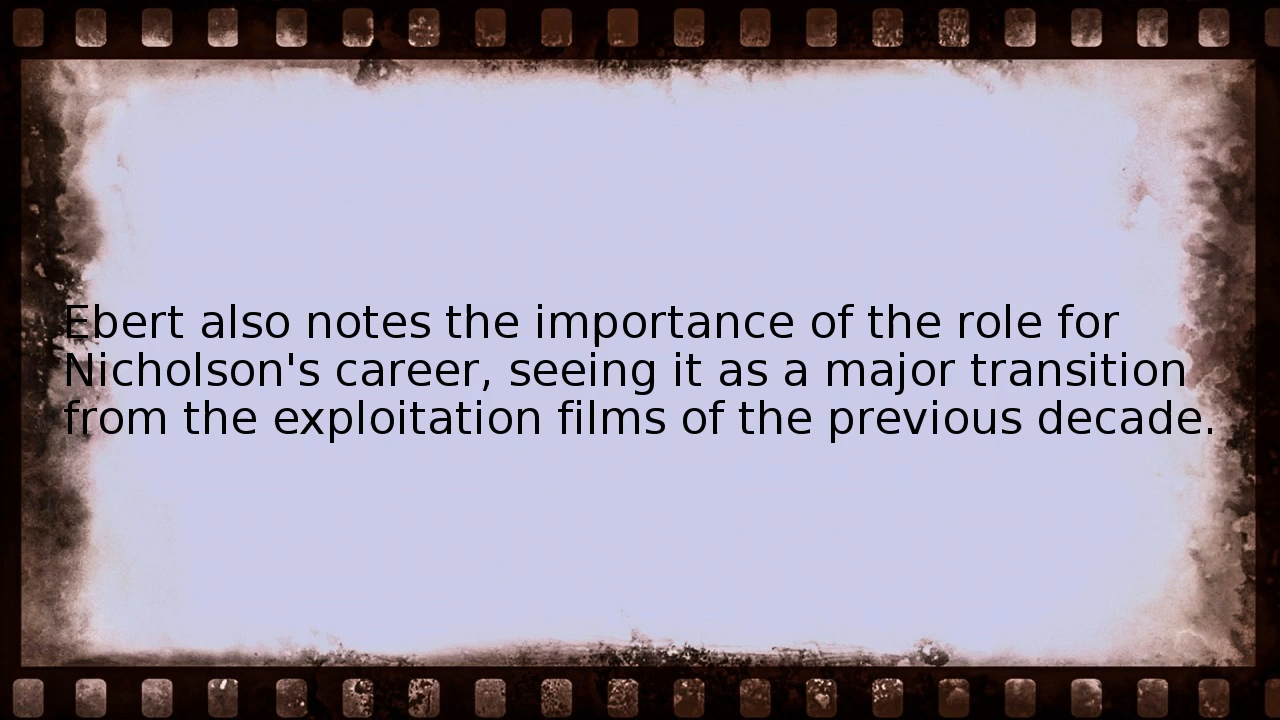 Ebert also notes the importance of the role for
Nicholson's career, seeing it as a major transition
from the exploitation films of the previous decade.